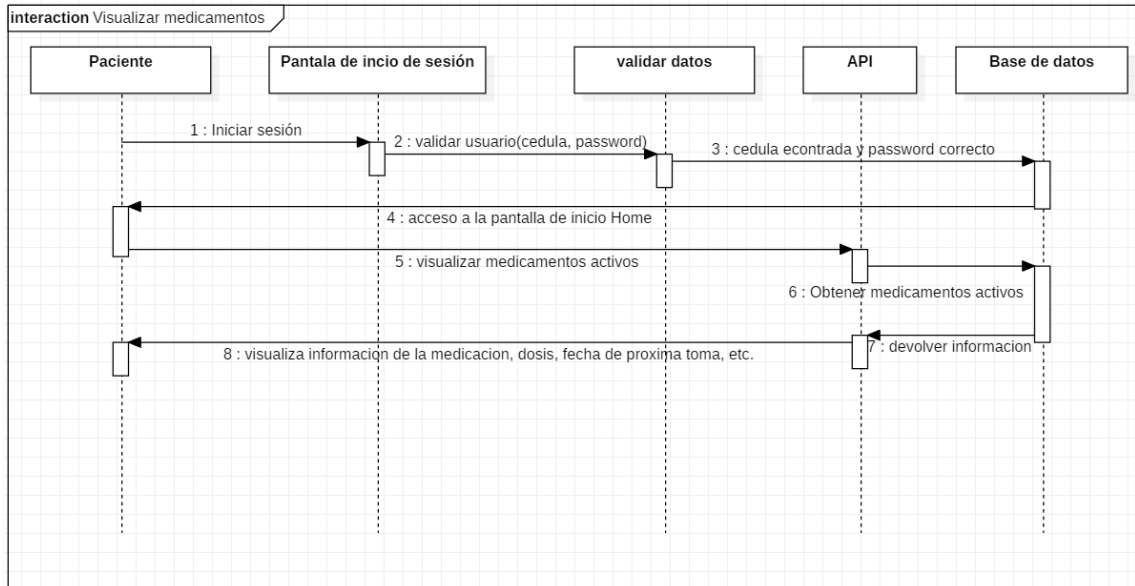 interaction Visualizar medicamentos
Paciente
Pantala de incio de sesión
validar datos
API
Base de datos
1 : Iniciar sesión
2 : validar usuario(cedula, password)
3 : cedula econtrada y password correcto
4 : acceso a la pantalla de inicio Home
5 : visualizar medicamentos activos
6 : Obtener medicamentos activos
7 : devolver informacion
8 : visualiza informacion de la medicacion, dosis, fecha de proxima toma, etc.